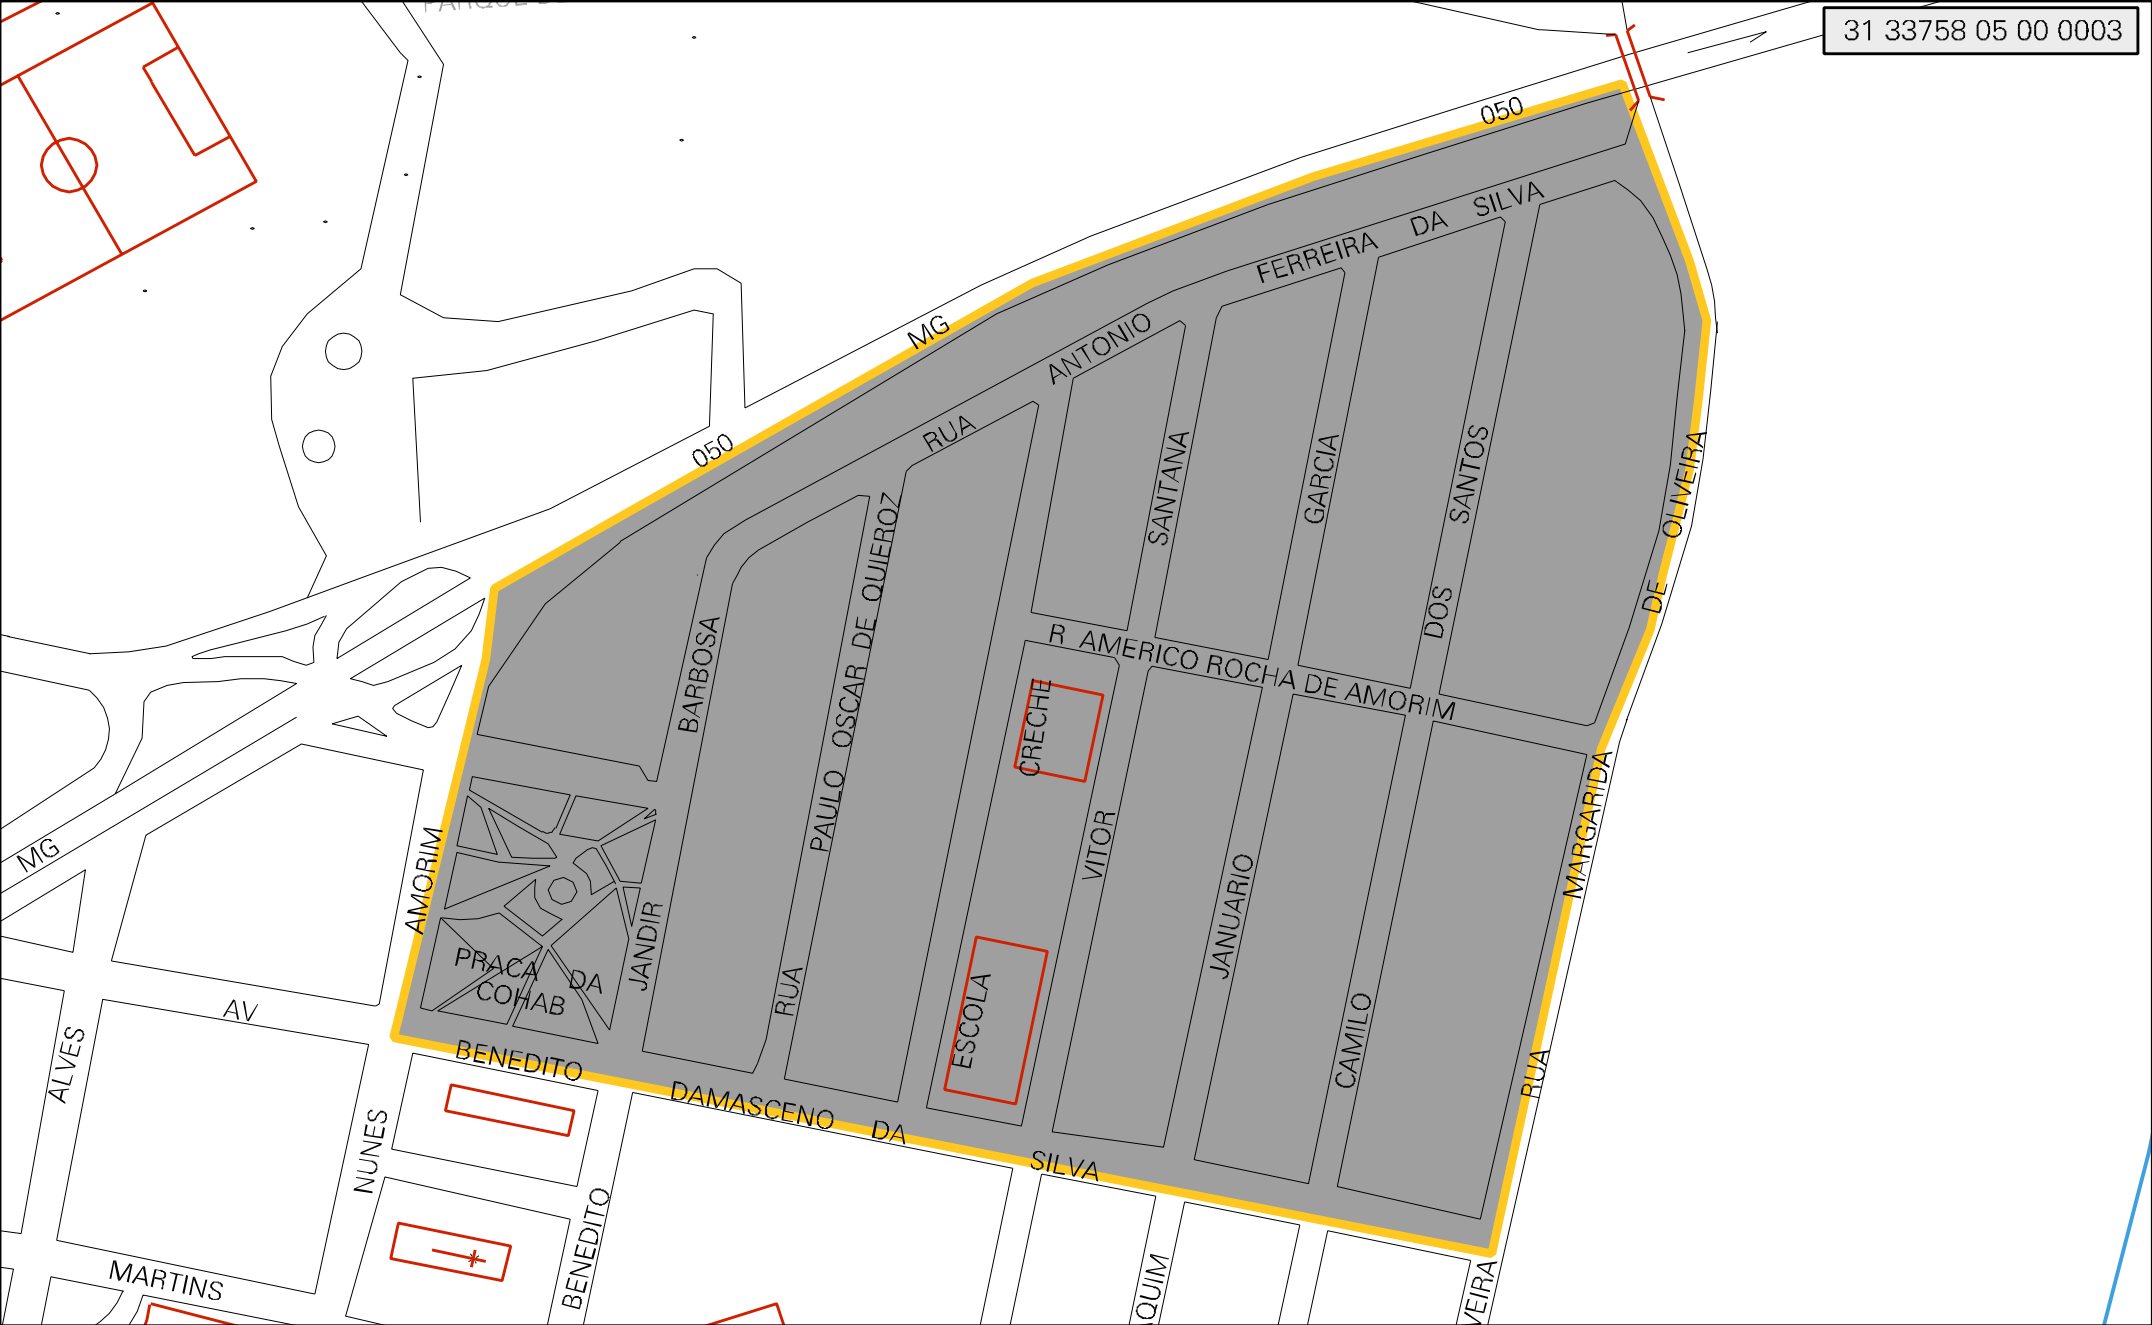 31 33758 05 00 0003
050
RUA ANTONIO FERREIRA DA SILVA
MG
050
SANTANA
GARCIA
DOS SANTOS
RUA MARGARIDA DE OLIVEIRA
RUA PAULO OSCAR DE QUIEROZ
JANDIR BARBOSA
R AMERICO ROCHA DE AMORIM
CRECHE
VITOR
JANUARIO
CAMILO
ESCOLA
MG
AMORIM
PRACA DA
COHAB
AV BENEDITO DAMASCENO DA SILVA
ALVES
NUNES
BENEDITO
MARTINS
QUIM
VEIRA